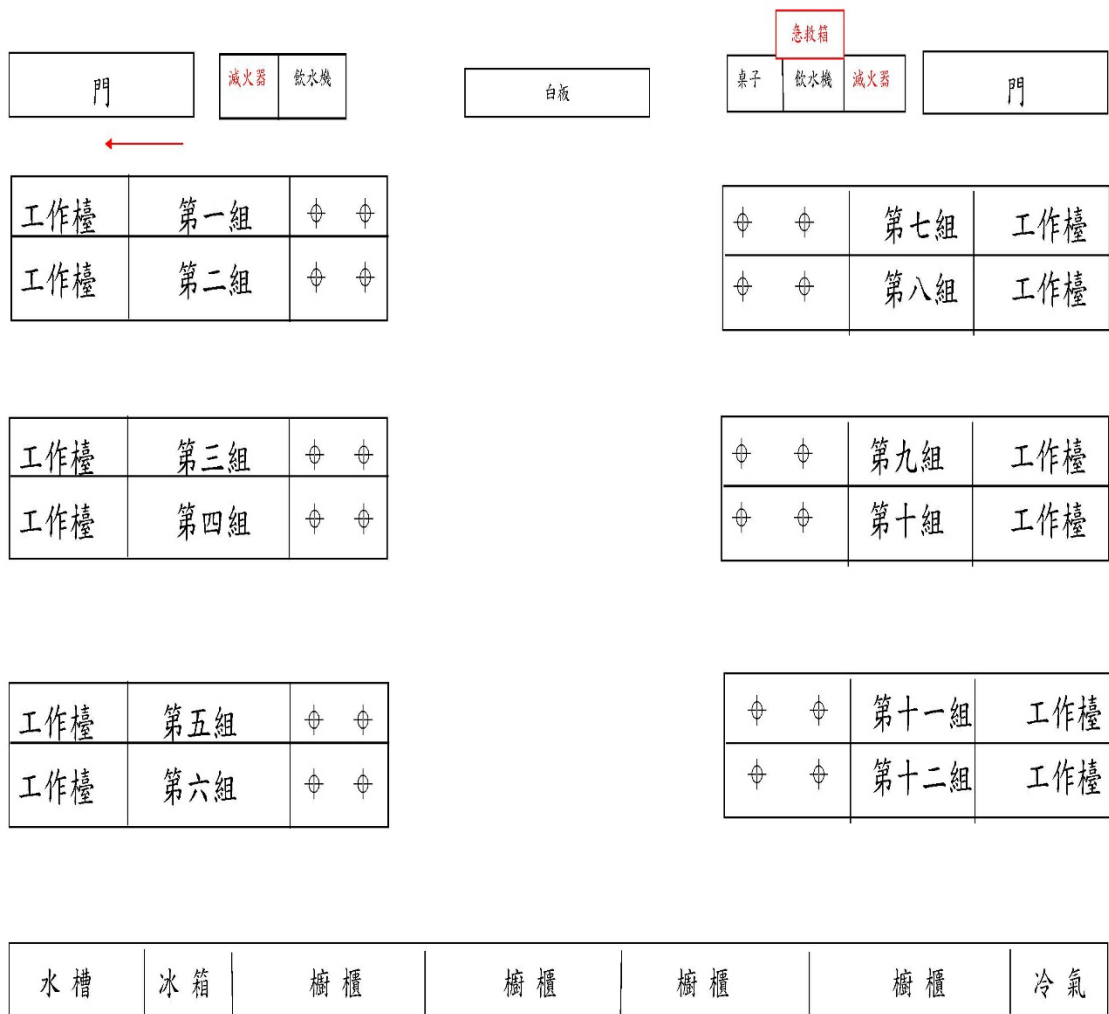 急救箱
門 滅火器 飲水機 白板 桌子 飲水機 滅火器 門
工作檯 第一組 第七組 工作檯
工作檯 第二組 第八組 工作檯
工作檯 第三組 第九組 工作檯
工作檯 第四組 第十組 工作檯
工作檯 第五組 第十一組 工作檯
工作檯 第六組 第十二組 工作檯
水槽 冰箱 櫥櫃 櫥櫃 櫥櫃 櫥櫃 冷氣